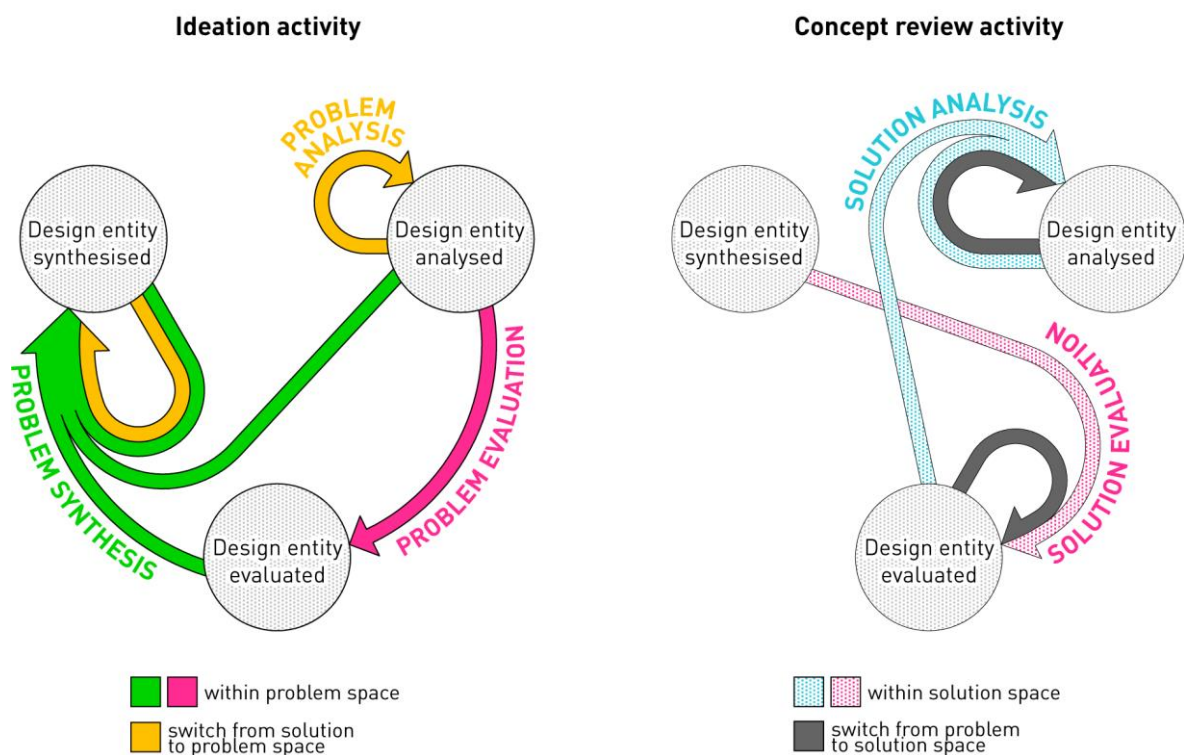 Ideation activity
Concept review activity
PROBLEM
ANALYSIS
SOLUTION ANALYSIS
Design entity
synthesised
Design entity
analysed
Design entity
synthesised
Design entity
analysed
PROBLEM SYNTHESIS
PROBLEM EVALUATION
SOLUTION EVALUATION
Design entity
evaluated
Design entity
evaluated
within problem space
switch from solution
to problem space
within solution space
switch from problem
to solution space